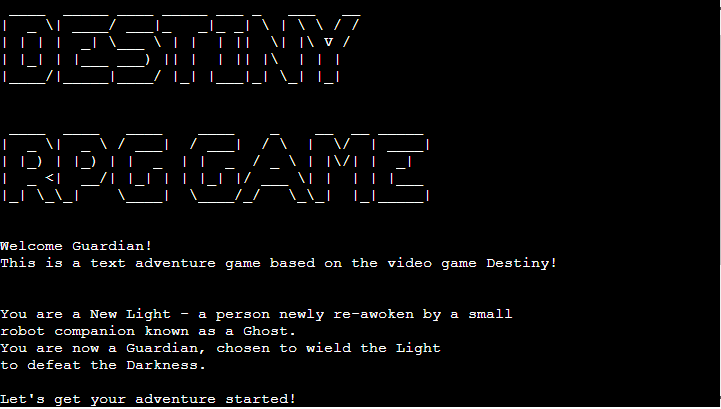 DESTINY
RPG GAME
Welcome Guardian!
This is a text adventure game based on the video game Destiny!
You are a New Light - a person newly re-awoken by a small
robot companion known as a Ghost.
You are now a Guardian, chosen to wield the Light
to defeat the Darkness.
Let's get your adventure started!